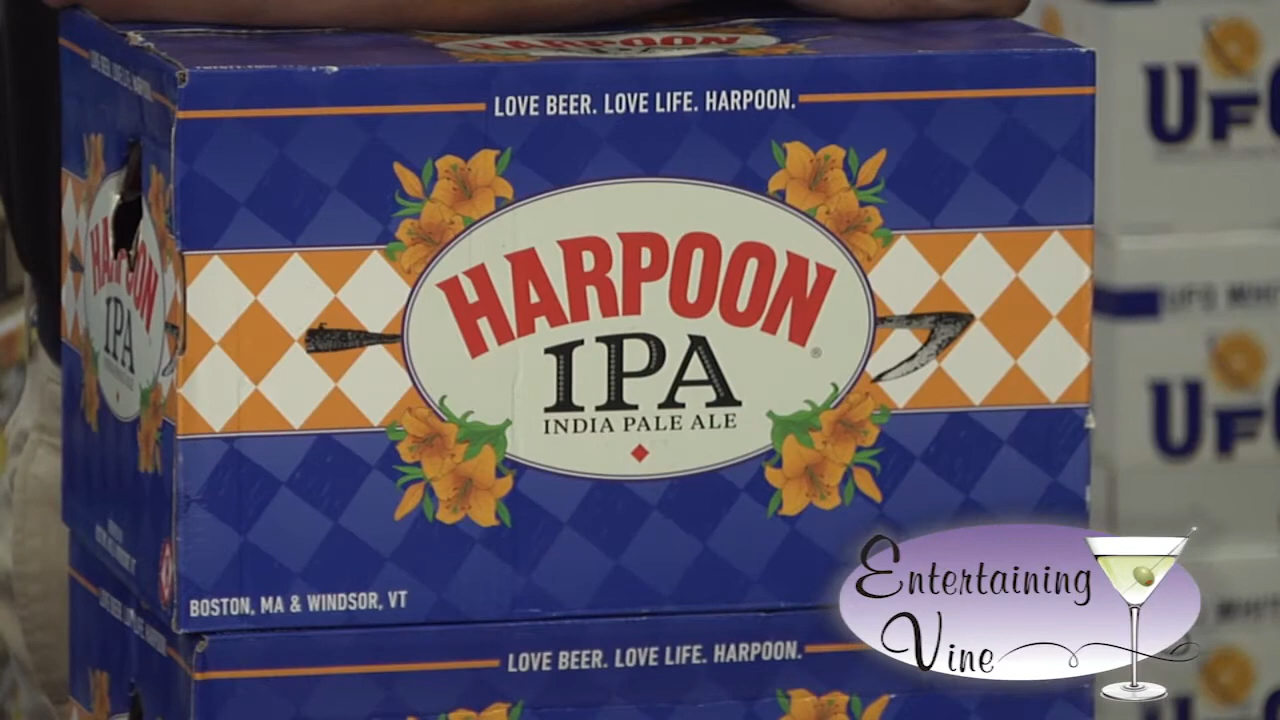 HARPOON
LOVE BEER. LOVE LIFE. HARPOON.
HARPOON
IPA
INDIA PALE ALE
BOSTON, MA & WINDSOR, VT
LOVE BEER. LOVE LIFE. HARPOON.
HARPOON
IPA
UFO
UFO
Entertaining
Vine